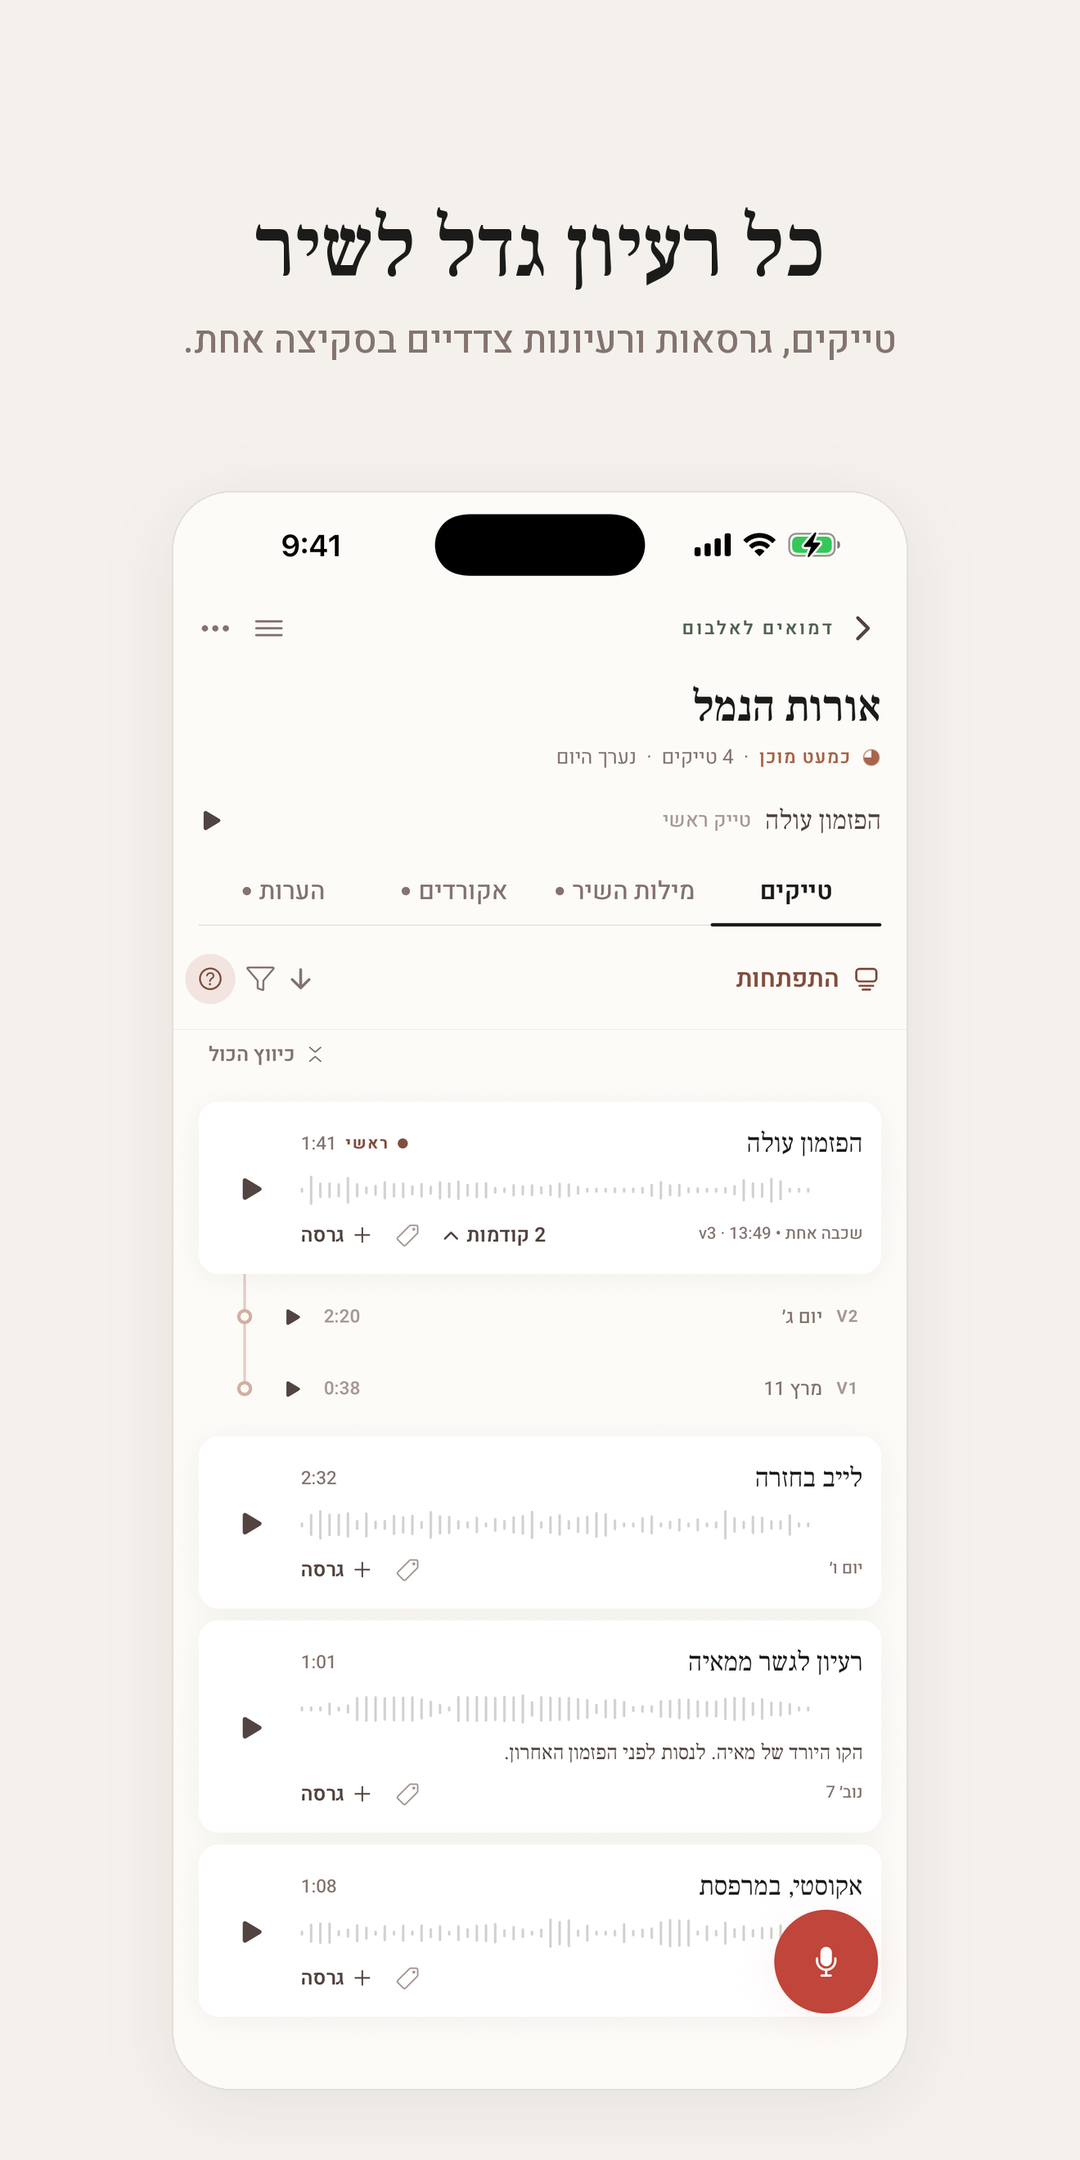 כל רעיון גדל לשיר
טייקים, גרסאות ורעיונות צדדיים בסקיצה אחת.
9:41
דמואים לאלבום
אורות הנמל
כמעט מוכן · 4 טייקים · נערך היום
הפזמון עולה טייק ראשי
טייקים מילות השיר • אקורדים • הערות •
התפתחות
כיווץ הכול
הפזמון עולה • ראשי 1:41
שכבה אחת • 13:49 · v3 2 קודמות + גרסה
V2 יום ג׳ 2:20
V1 מרץ 11 0:38
לייב בחזרה 2:32
יום ו׳ + גרסה
רעיון לגשר ממאיה 1:01
הקו היורד של מאיה. לנסות לפני הפזמון האחרון.
נוב׳ 7 + גרסה
אקוסטי, במרפסת 1:08
+ גרסה